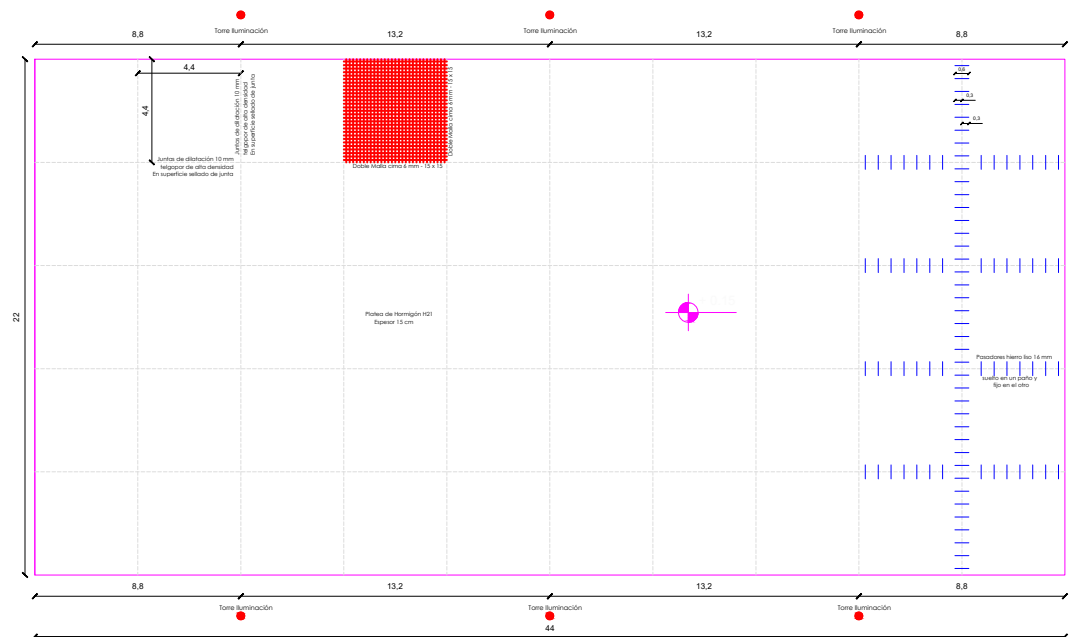 Torre Iluminación
Torre Iluminación
Torre Iluminación
8,8
13,2
13,2
8,8
4,4
4,4
Juntas de dilatación 10 mm
telgopor de alta densidad
En superficie sellado de junta
Juntas de dilatación 10 mm
telgopor de alta densidad
En superficie sellado de junta
Doble Malla cima 6 mm - 15 x 15
Doble Malla cima 6 mm - 15 x 15
0,3
0,3
22
Platea de Hormigón H21
Espesor 15 cm
Pasadores hierro liso 16 mm
suelto en un paño y
fijo en el otro
8,8
13,2
13,2
8,8
Torre Iluminación
Torre Iluminación
Torre Iluminación
44